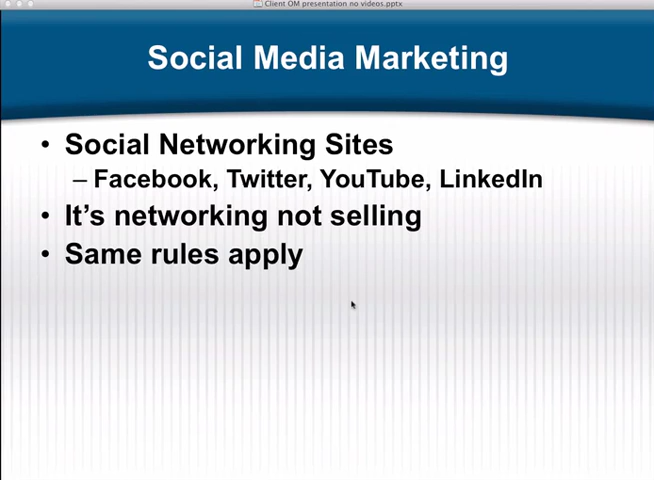 Client OM presentation no videos.pptx
Social Media Marketing
• Social Networking Sites
– Facebook, Twitter, YouTube, LinkedIn
• It's networking not selling
• Same rules apply